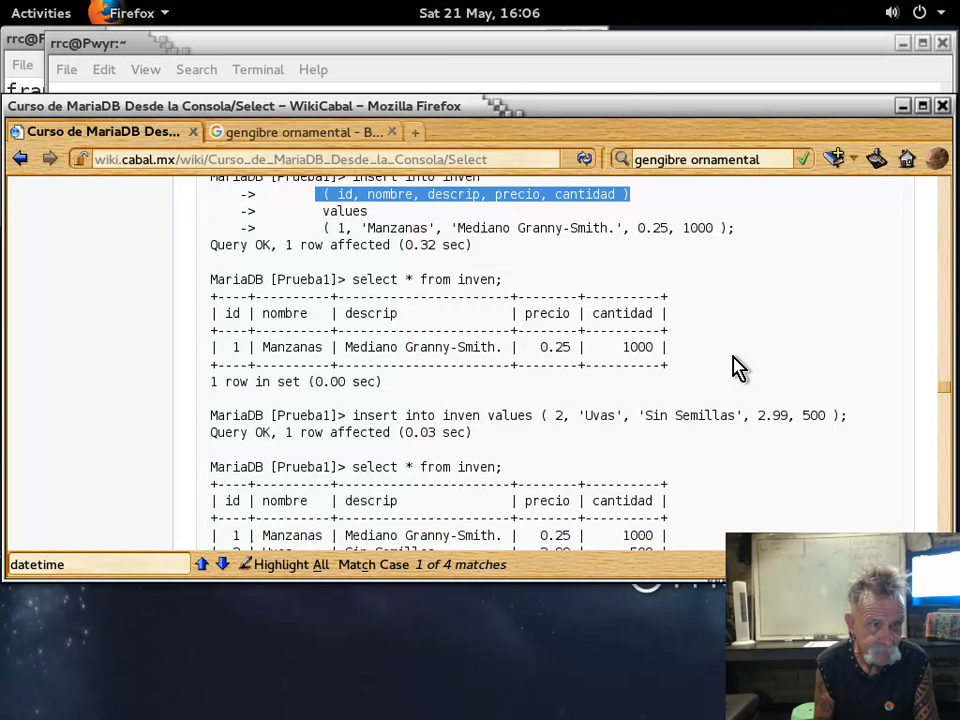 Activities Firefox Sat 21 May, 16:06
rrc@Pwyr:~
File Edit View Search Terminal Help
Curso de MariaDB Desde la Consola/Select – WikiCabal – Mozilla Firefox
Curso de MariaDB Des... gengibre ornamental - B...
wiki.cabal.mx/wiki/Curso_de_MariaDB_Desde_la_Consola/Select gengibre ornamental
MariaDB [Prueba1]> insert into inven
-> ( id, nombre, descrip, precio, cantidad )
-> values
-> ( 1, 'Manzanas', 'Mediano Granny-Smith.', 0.25, 1000 );
Query OK, 1 row affected (0.32 sec)
MariaDB [Prueba1]> select * from inven;
+----+----------+-----------------------+--------+----------+
| id | nombre | descrip | precio | cantidad |
+----+----------+-----------------------+--------+----------+
| 1 | Manzanas | Mediano Granny-Smith. | 0.25 | 1000 |
+----+----------+-----------------------+--------+----------+
1 row in set (0.00 sec)
MariaDB [Prueba1]> insert into inven values ( 2, 'Uvas', 'Sin Semillas', 2.99, 500 );
Query OK, 1 row affected (0.03 sec)
MariaDB [Prueba1]> select * from inven;
+----+----------+-----------------------+--------+----------+
| id | nombre | descrip | precio | cantidad |
+----+----------+-----------------------+--------+----------+
| 1 | Manzanas | Mediano Granny-Smith. | 0.25 | 1000 |
datetime Highlight All Match Case 1 of 4 matches